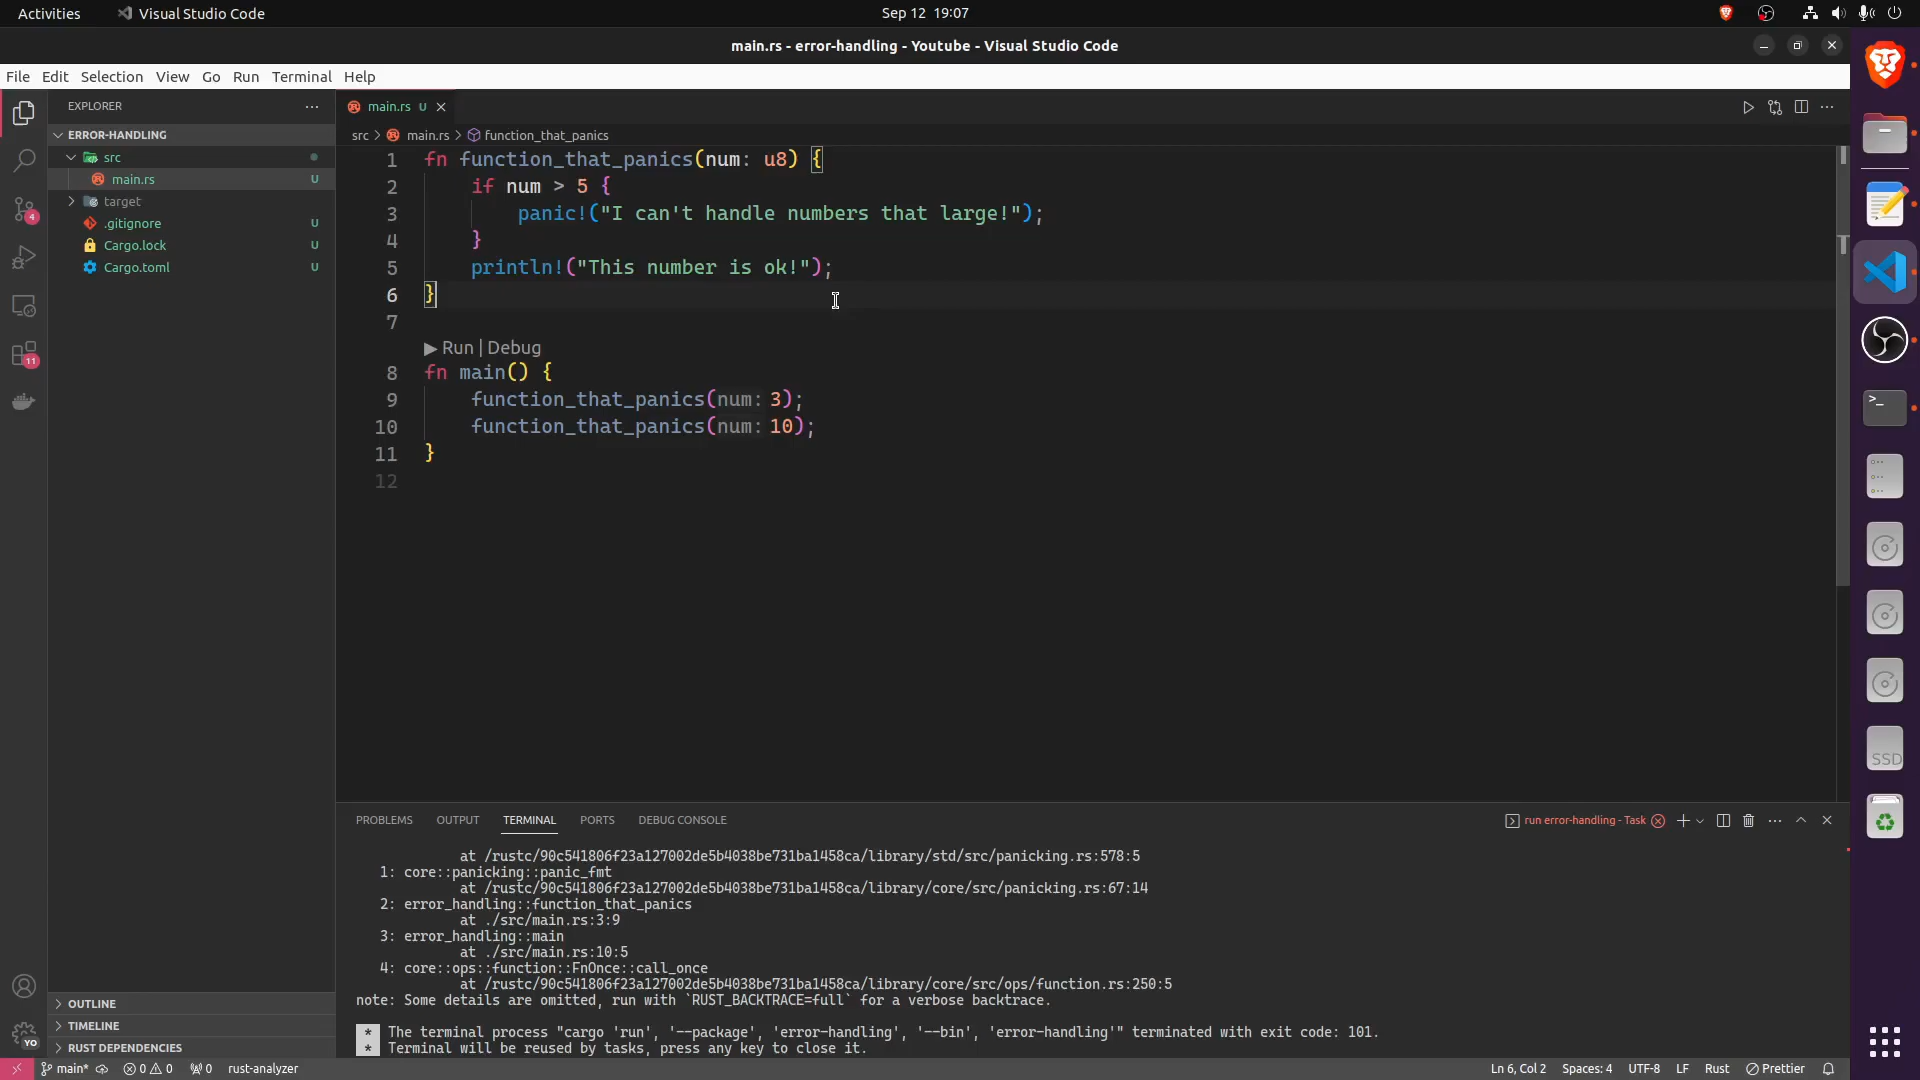 Activities
Visual Studio Code
Sep 12 19:07
main.rs - error-handling - Youtube - Visual Studio Code
File Edit Selection View Go Run Terminal Help
EXPLORER
main.rs U
ERROR-HANDLING
src > main.rs > function_that_panics
src
main.rs U
target
.gitignore U
Cargo.lock U
Cargo.toml U
4
11
1 fn function_that_panics(num: u8) {
2 if num > 5 {
3 panic!("I can't handle numbers that large!");
4 }
5 println!("This number is ok!");
6 }
7
▶ Run | Debug
8 fn main() {
9 function_that_panics(num: 3);
10 function_that_panics(num: 10);
11 }
12
PROBLEMS OUTPUT TERMINAL PORTS DEBUG CONSOLE
run error-handling - Task
at /rustc/90c541806f23a127002de5b4038be731ba1458ca/library/std/src/panicking.rs:578:5
1: core::panicking::panic_fmt
at /rustc/90c541806f23a127002de5b4038be731ba1458ca/library/core/src/panicking.rs:67:14
2: error_handling::function_that_panics
at ./src/main.rs:3:9
3: error_handling::main
at ./src/main.rs:10:5
4: core::ops::function::FnOnce::call_once
at /rustc/90c541806f23a127002de5b4038be731ba1458ca/library/core/src/ops/function.rs:250:5
note: Some details are omitted, run with `RUST_BACKTRACE=full` for a verbose backtrace.
* The terminal process "cargo 'run', '--package', 'error-handling', '--bin', 'error-handling'" terminated with exit code: 101.
* Terminal will be reused by tasks, press any key to close it.
OUTLINE
TIMELINE
RUST DEPENDENCIES
YO
SSD
main* 0 0 0 rust-analyzer
Ln 6, Col 2 Spaces: 4 UTF-8 LF Rust Prettier